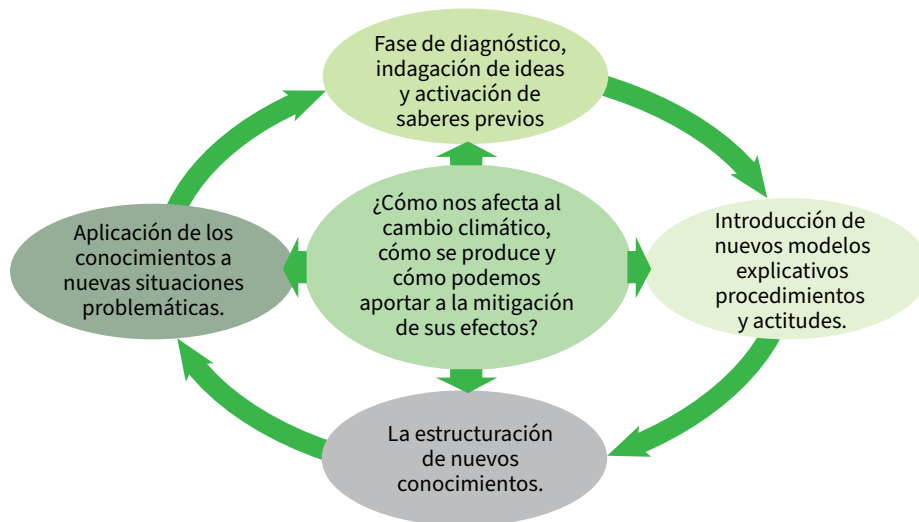 Fase de diagnóstico,
indagación de ideas
y activación de
saberes previos
¿Cómo nos afecta al
cambio climático,
cómo se produce y
cómo podemos
aportar a la mitigación
de sus efectos?
Aplicación de los
conocimientos a
nuevas situaciones
problemáticas.
Introducción de
nuevos modelos
explicativos
procedimientos
y actitudes.
La estructuración
de nuevos
conocimientos.